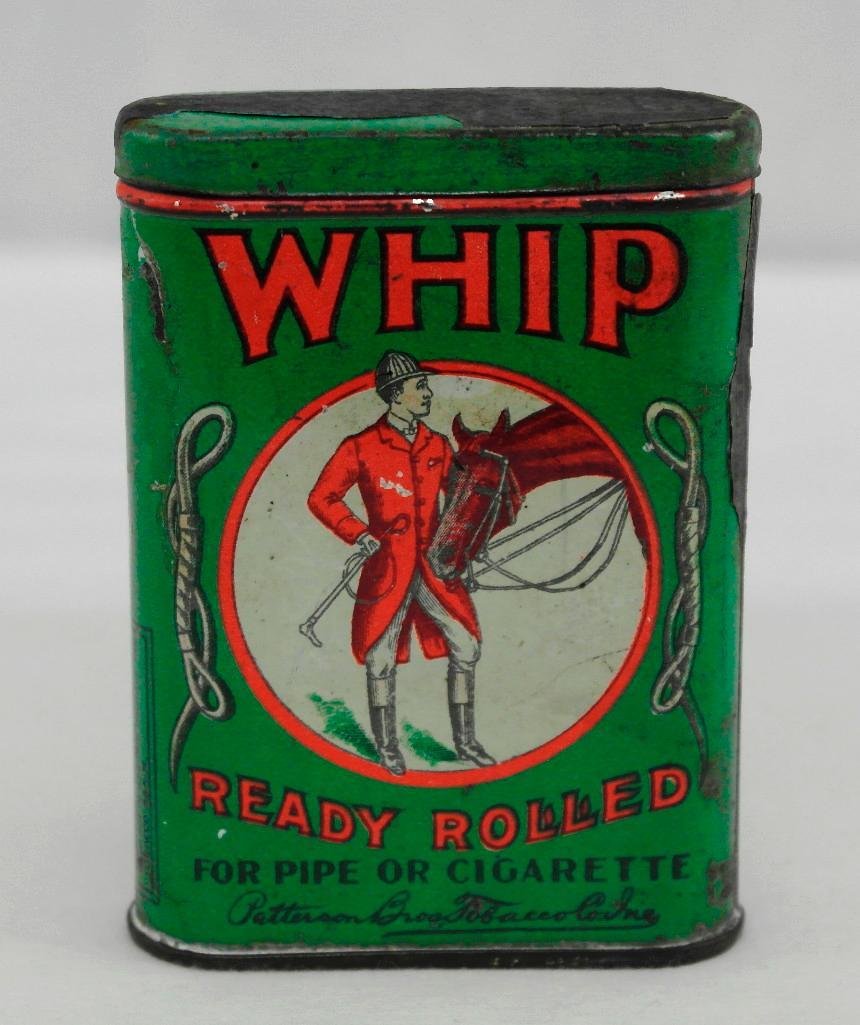 WHIP
READY ROLLED
FOR PIPE OR CIGARETTE
Patterson Bros. Tobacco Co. Inc.